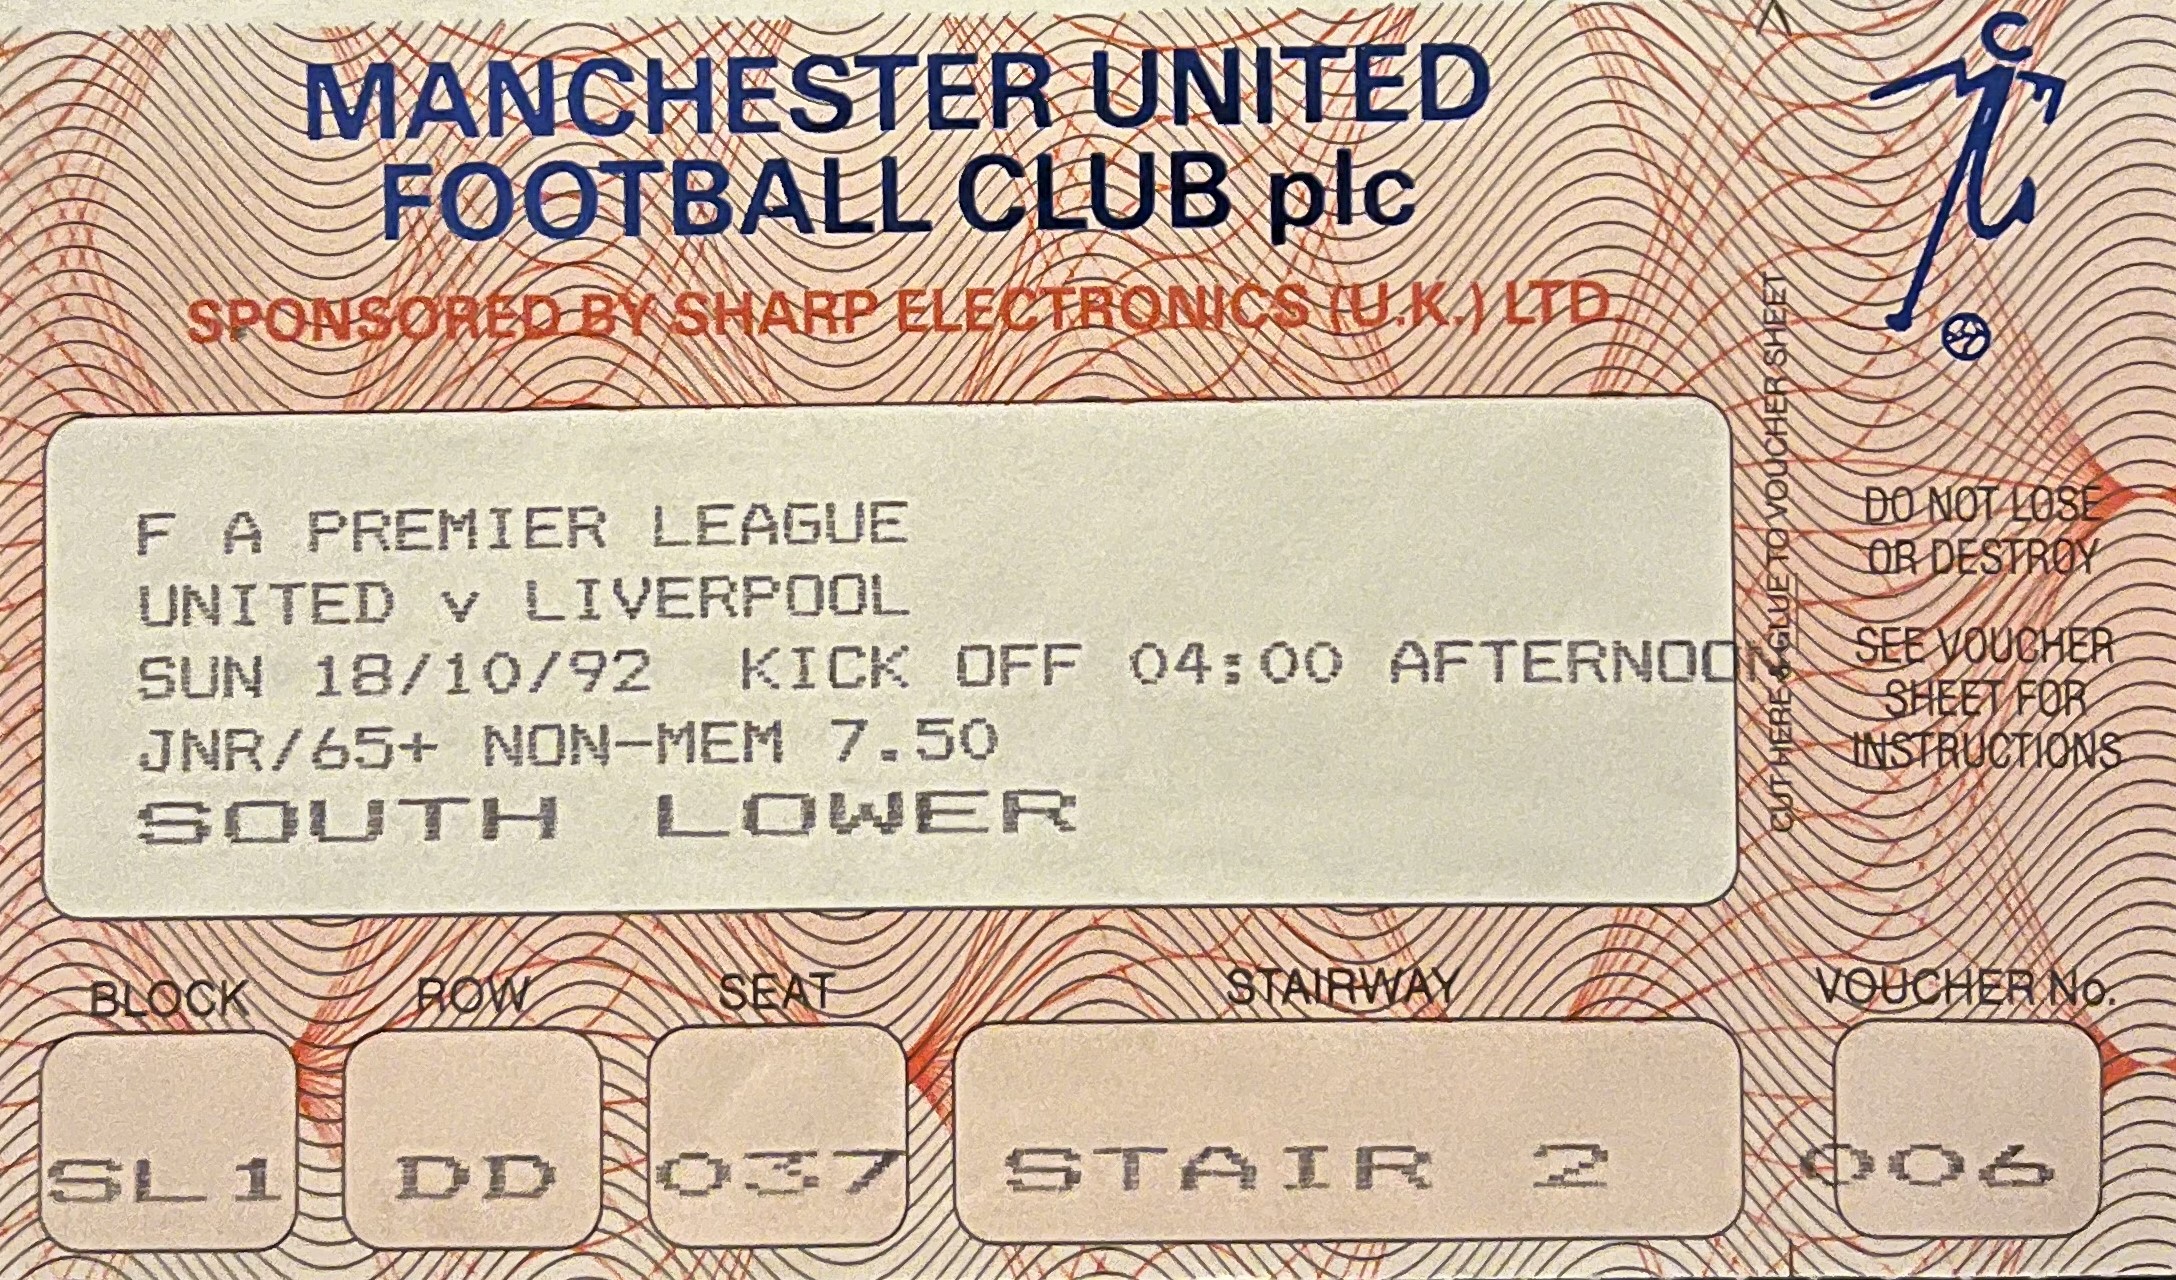 MANCHESTER UNITED
FOOTBALL CLUB plc
SPONSORED BY SHARP ELECTRONICS (U.K.) LTD.
F A PREMIER LEAGUE
UNITED v LIVERPOOL
SUN 18/10/92 KICK OFF 04:00 AFTERNOON
JNR/65+ NON-MEM 7.50
SOUTH LOWER
CUT HERE & GLUE TO VOUCHER SHEET
DO NOT LOSE
OR DESTROY
SEE VOUCHER
SHEET FOR
INSTRUCTIONS
BLOCK ROW SEAT STAIRWAY VOUCHER No.
SL1 DD 037 STAIR 2 006